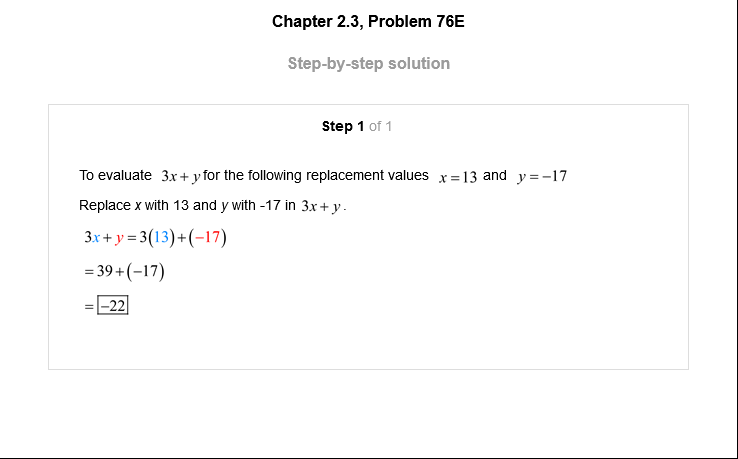 Chapter 2.3, Problem 76E
Step-by-step solution
Step 1 of 1
To evaluate 3x + y for the following replacement values x = 13 and y = −17
Replace x with 13 and y with -17 in 3x + y.
3x + y = 3(13) + (−17)
= 39 + (−17)
= −22